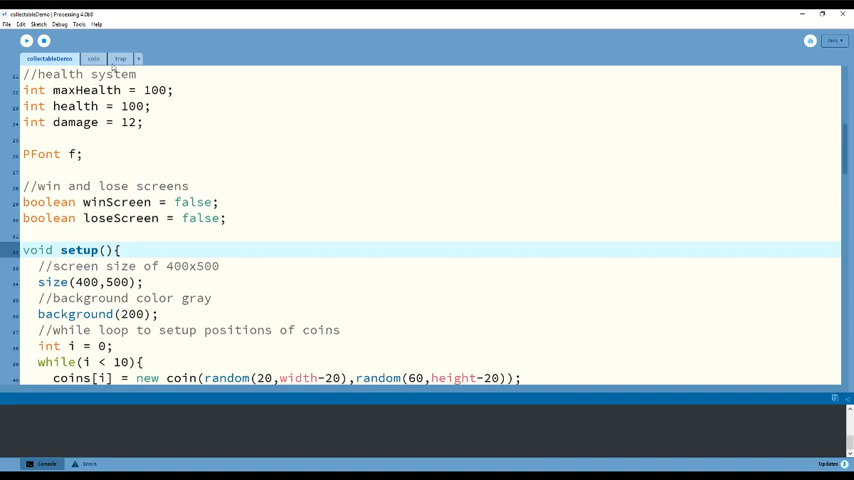 collectableDemo | Processing 4.0b8
File Edit Sketch Debug Tools Help
Java ▾
collectableDemo coin trap
//health system
int maxHealth = 100;
int health = 100;
int damage = 12;
PFont f;
//win and lose screens
boolean winScreen = false;
boolean loseScreen = false;
void setup(){
//screen size of 400x500
size(400,500);
//background color gray
background(200);
//while loop to setup positions of coins
int i = 0;
while(i < 10){
coins[i] = new coin(random(20,width-20),random(60,height-20));
Console Errors Updates 3